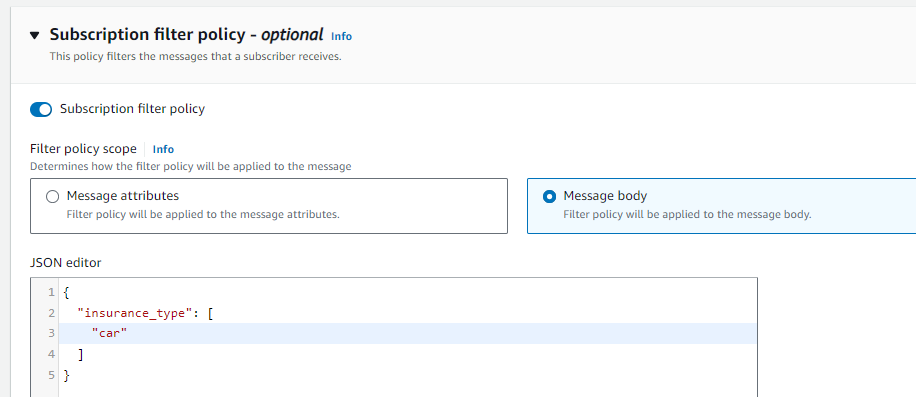 Subscription filter policy - optional Info
This policy filters the messages that a subscriber receives.
Subscription filter policy
Filter policy scope Info
Determines how the filter policy will be applied to the message
Message attributes
Filter policy will be applied to the message attributes.
Message body
Filter policy will be applied to the message body.
JSON editor
1 {
2 "insurance_type": [
3 "car"
4 ]
5 }